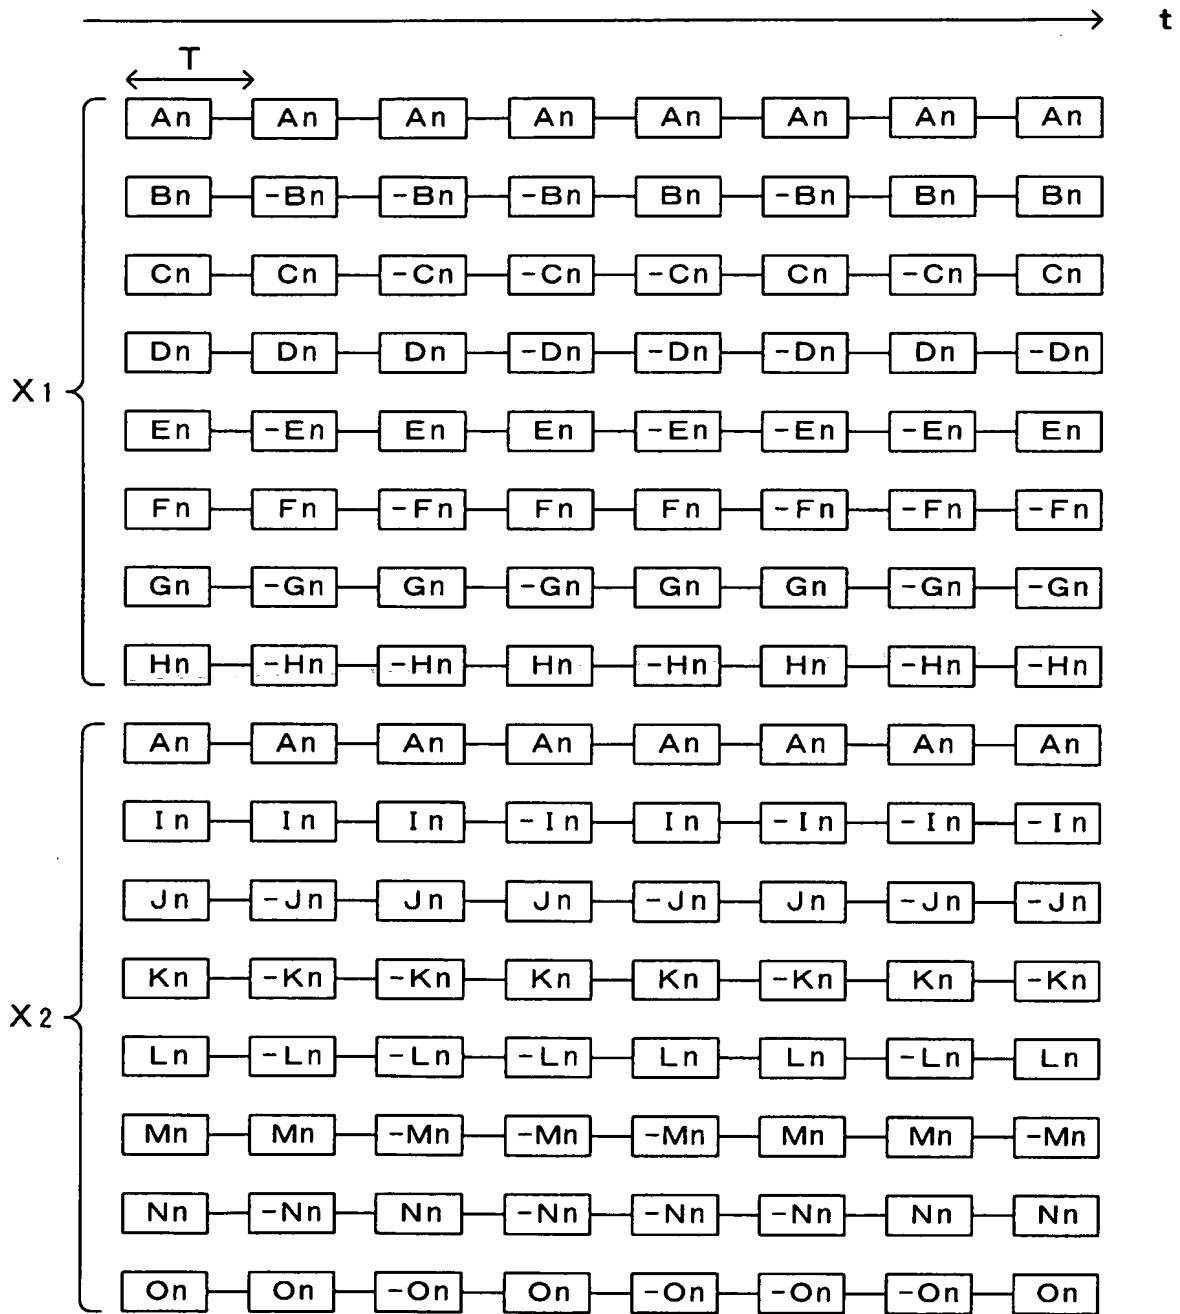 t
T
An An An An An An An An
Bn -Bn -Bn -Bn Bn -Bn Bn Bn
Cn Cn -Cn -Cn -Cn Cn -Cn Cn
Dn Dn Dn -Dn -Dn -Dn Dn -Dn
X1
En -En En En -En -En -En En
Fn Fn -Fn Fn Fn -Fn -Fn -Fn
Gn -Gn Gn -Gn Gn Gn -Gn -Gn
Hn -Hn -Hn Hn -Hn Hn -Hn -Hn
An An An An An An An An
In In In -In In -In -In -In
Jn -Jn Jn Jn -Jn Jn -Jn -Jn
Kn -Kn -Kn Kn Kn -Kn Kn -Kn
X2
Ln -Ln -Ln -Ln Ln Ln -Ln Ln
Mn Mn -Mn -Mn -Mn Mn Mn -Mn
Nn -Nn Nn -Nn -Nn -Nn Nn Nn
On On -On On -On -On -On On